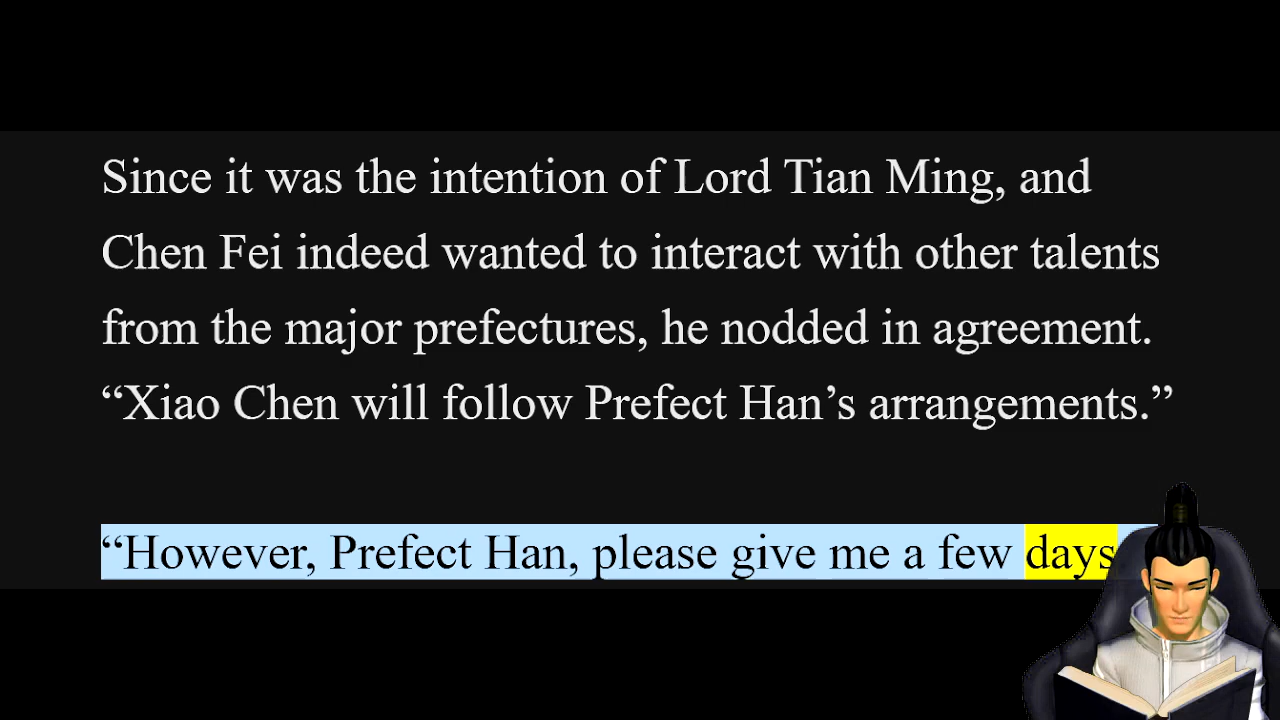 Since it was the intention of Lord Tian Ming, and
Chen Fei indeed wanted to interact with other talents
from the major prefectures, he nodded in agreement.
“Xiao Chen will follow Prefect Han’s arrangements.”
“However, Prefect Han, please give me a few days